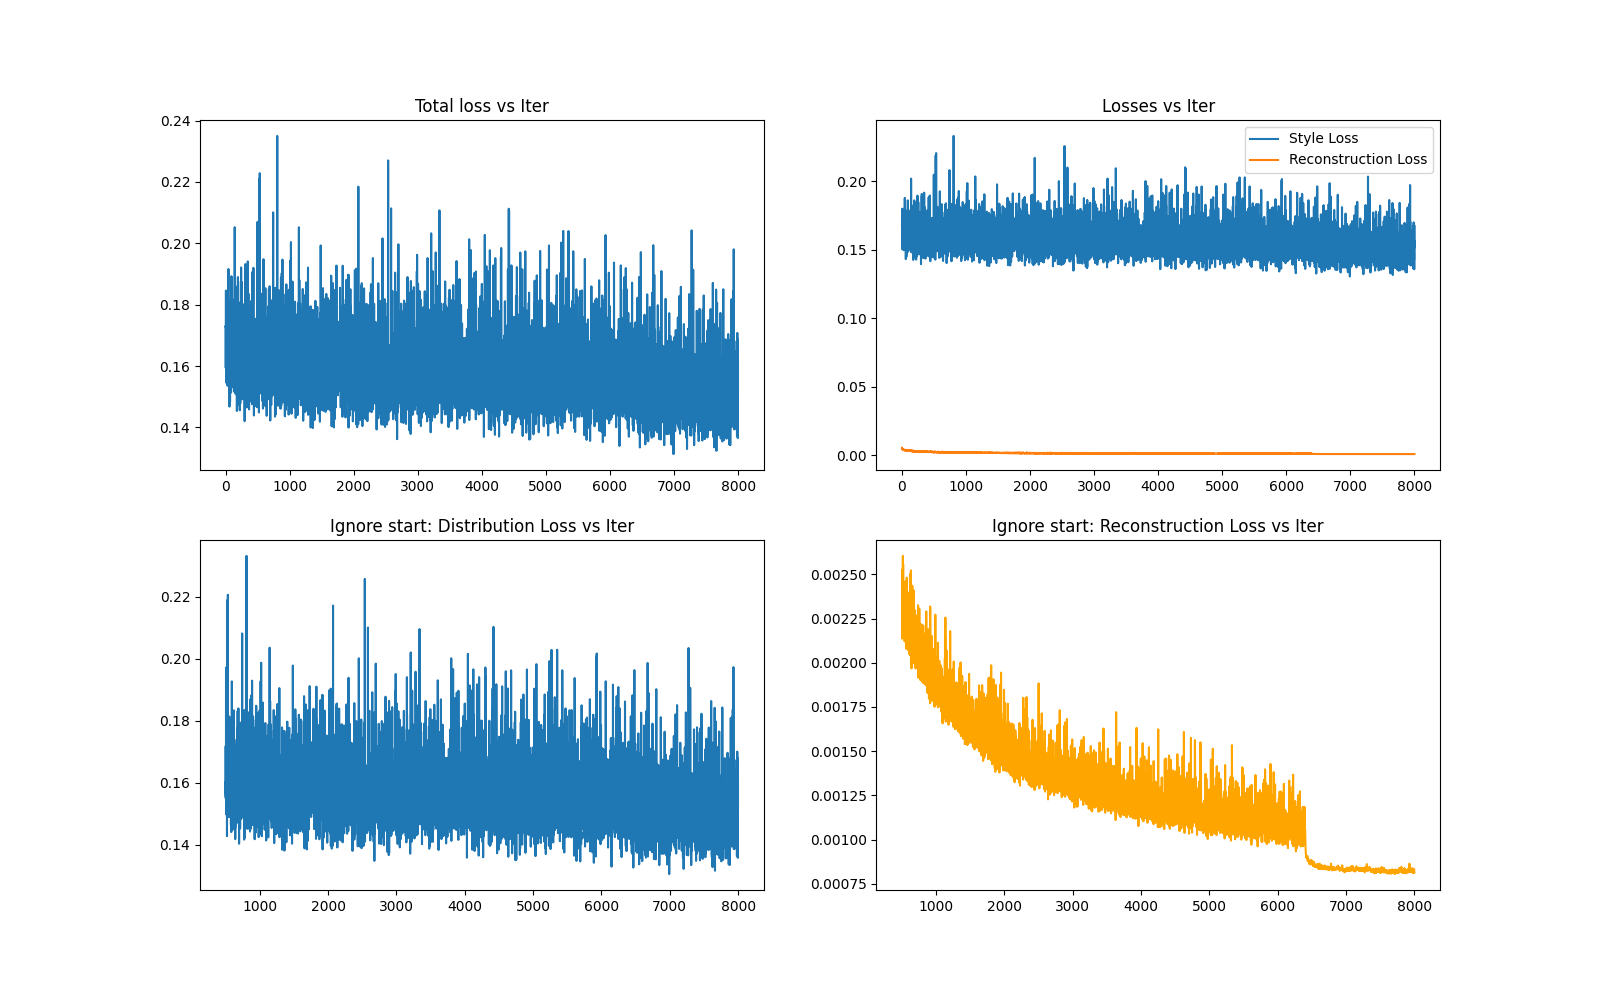 Total loss vs Iter
0.24
0.22
0.20
0.18
0.16
0.14
0 1000 2000 3000 4000 5000 6000 7000 8000
Losses vs Iter
Style Loss
Reconstruction Loss
0.20
0.15
0.10
0.05
0.00
0 1000 2000 3000 4000 5000 6000 7000 8000
Ignore start: Distribution Loss vs Iter
0.22
0.20
0.18
0.16
0.14
1000 2000 3000 4000 5000 6000 7000 8000
Ignore start: Reconstruction Loss vs Iter
0.00250
0.00225
0.00200
0.00175
0.00150
0.00125
0.00100
0.00075
1000 2000 3000 4000 5000 6000 7000 8000